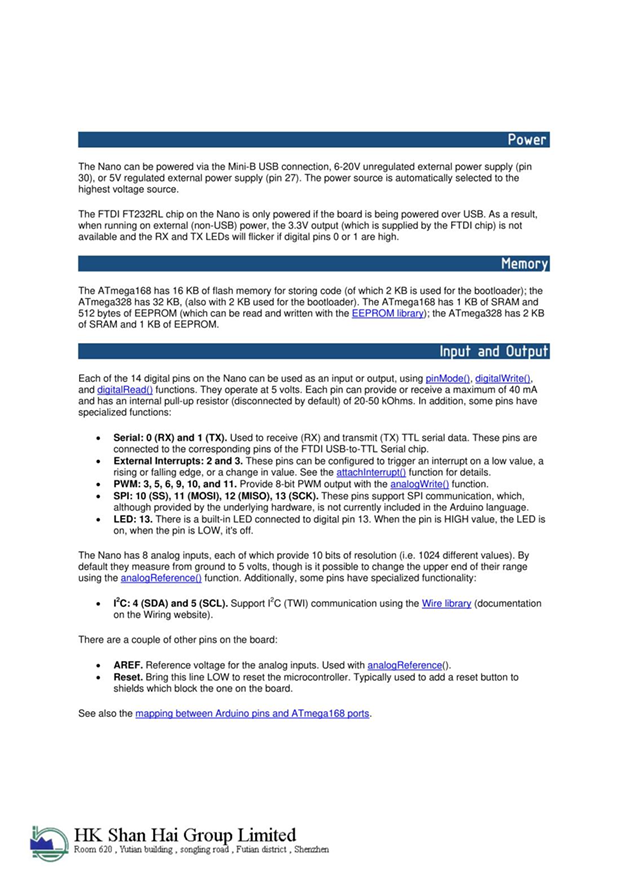 Power
The Nano can be powered via the Mini-B USB connection, 6-20V unregulated external power supply (pin
30), or 5V regulated external power supply (pin 27). The power source is automatically selected to the
highest voltage source.
The FTDI FT232RL chip on the Nano is only powered if the board is being powered over USB. As a result,
when running on external (non-USB) power, the 3.3V output (which is supplied by the FTDI chip) is not
available and the RX and TX LEDs will flicker if digital pins 0 or 1 are high.
Memory
The ATmega168 has 16 KB of flash memory for storing code (of which 2 KB is used for the bootloader); the
ATmega328 has 32 KB, (also with 2 KB used for the bootloader). The ATmega168 has 1 KB of SRAM and
512 bytes of EEPROM (which can be read and written with the EEPROM library); the ATmega328 has 2 KB
of SRAM and 1 KB of EEPROM.
Input and Output
Each of the 14 digital pins on the Nano can be used as an input or output, using pinMode(), digitalWrite(),
and digitalRead() functions. They operate at 5 volts. Each pin can provide or receive a maximum of 40 mA
and has an internal pull-up resistor (disconnected by default) of 20-50 kOhms. In addition, some pins have
specialized functions:
• Serial: 0 (RX) and 1 (TX). Used to receive (RX) and transmit (TX) TTL serial data. These pins are
connected to the corresponding pins of the FTDI USB-to-TTL Serial chip.
• External Interrupts: 2 and 3. These pins can be configured to trigger an interrupt on a low value, a
rising or falling edge, or a change in value. See the attachInterrupt() function for details.
• PWM: 3, 5, 6, 9, 10, and 11. Provide 8-bit PWM output with the analogWrite() function.
• SPI: 10 (SS), 11 (MOSI), 12 (MISO), 13 (SCK). These pins support SPI communication, which,
although provided by the underlying hardware, is not currently included in the Arduino language.
• LED: 13. There is a built-in LED connected to digital pin 13. When the pin is HIGH value, the LED is
on, when the pin is LOW, it's off.
The Nano has 8 analog inputs, each of which provide 10 bits of resolution (i.e. 1024 different values). By
default they measure from ground to 5 volts, though is it possible to change the upper end of their range
using the analogReference() function. Additionally, some pins have specialized functionality:
• I²C: 4 (SDA) and 5 (SCL). Support I²C (TWI) communication using the Wire library (documentation
on the Wiring website).
There are a couple of other pins on the board:
• AREF. Reference voltage for the analog inputs. Used with analogReference().
• Reset. Bring this line LOW to reset the microcontroller. Typically used to add a reset button to
shields which block the one on the board.
See also the mapping between Arduino pins and ATmega168 ports.
HK Shan Hai Group Limited
Room 620 , Yutian building , songling road , Futian district , Shenzhen